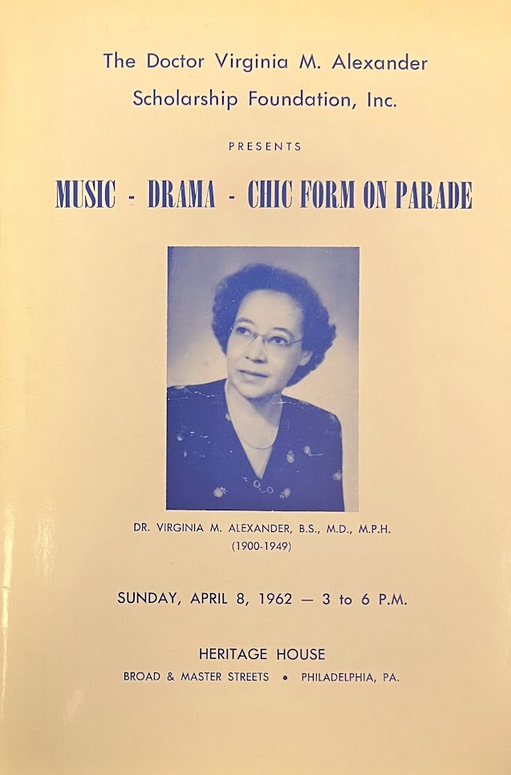 The Doctor Virginia M. Alexander
Scholarship Foundation, Inc.
PRESENTS
MUSIC - DRAMA - CHIC FORM ON PARADE
DR. VIRGINIA M. ALEXANDER, B.S., M.D., M.P.H.
(1900-1949)
SUNDAY, APRIL 8, 1962 — 3 to 6 P.M.
HERITAGE HOUSE
BROAD & MASTER STREETS • PHILADELPHIA, PA.